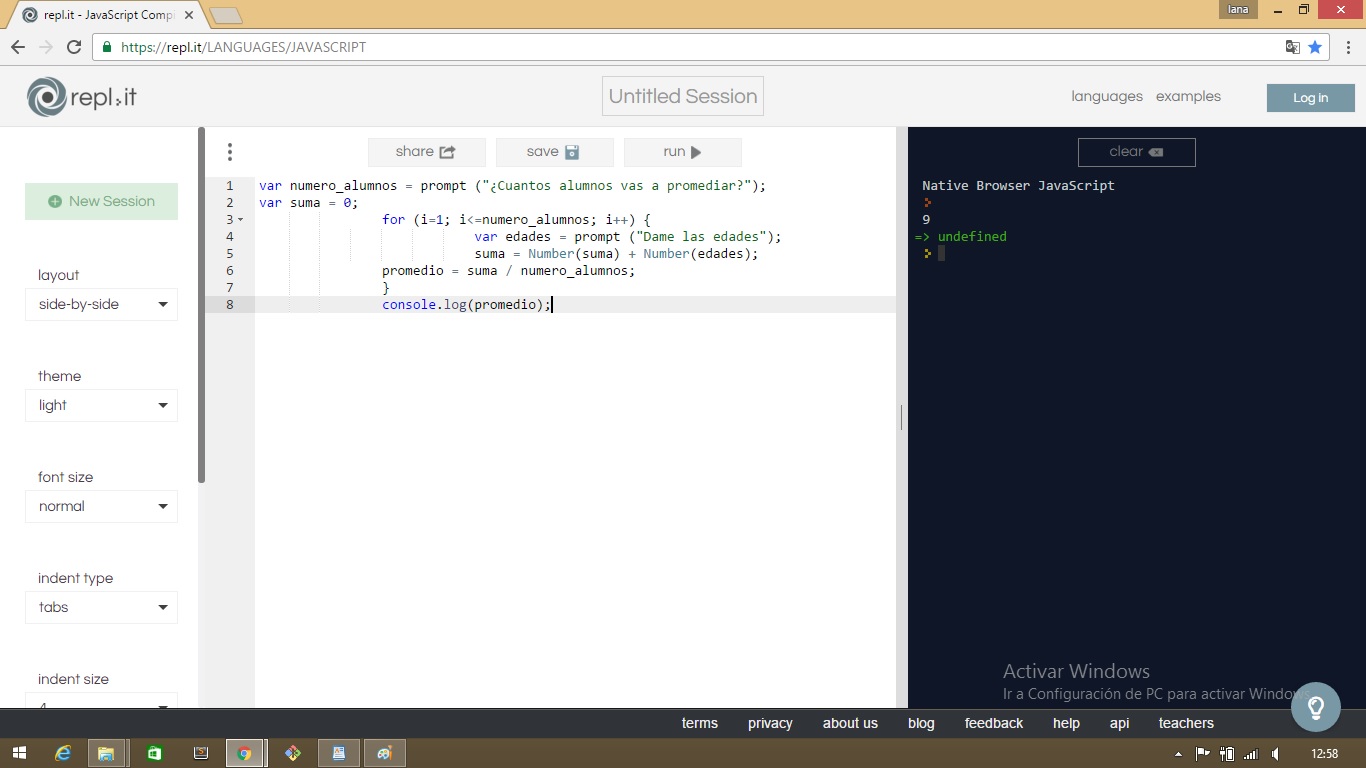 repl.it - JavaScript Comp
lana
https://repl.it/LANGUAGES/JAVASCRIPT
repl.it
Untitled Session
languages examples
Log in
New Session
layout
side-by-side
theme
light
font size
normal
indent type
tabs
indent size
4
share
save
run
1 var numero_alumnos = prompt ("¿Cuantos alumnos vas a promediar?");
2 var suma = 0;
3 for (i=1; i<=numero_alumnos; i++) {
4 var edades = prompt ("Dame las edades");
5 suma = Number(suma) + Number(edades);
6 promedio = suma / numero_alumnos;
7 }
8 console.log(promedio);
clear
Native Browser JavaScript
9
=> undefined
Activar Windows
Ir a Configuración de PC para activar Windows.
terms privacy about us blog feedback help api teachers
12:58